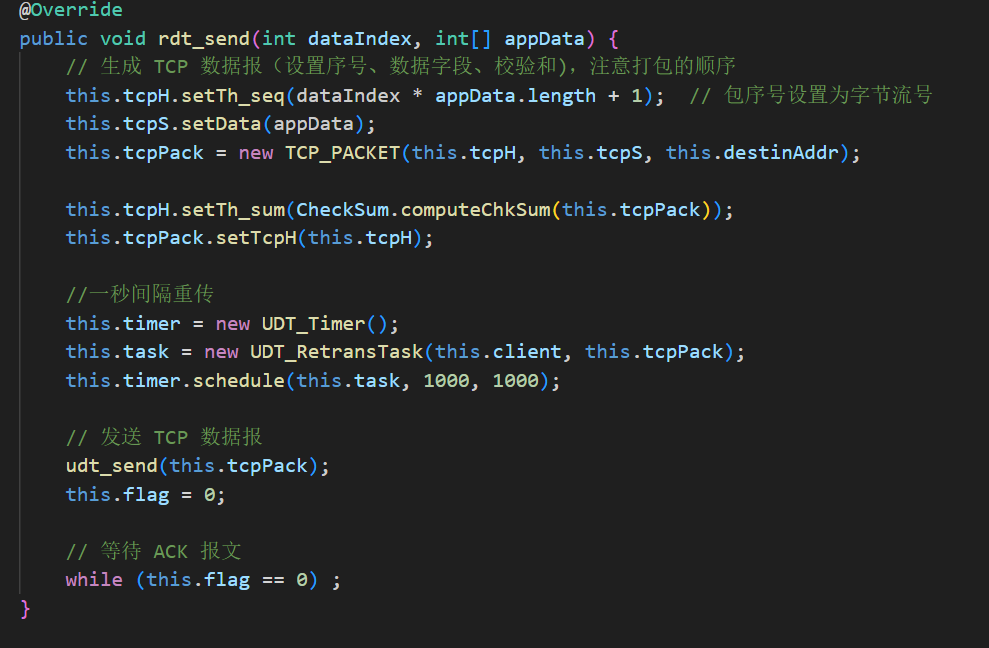 @Override
public void rdt_send(int dataIndex, int[] appData) {
// 生成 TCP 数据报（设置序号、数据字段、校验和），注意打包的顺序
this.tcpH.setTh_seq(dataIndex * appData.length + 1);  // 包序号设置为字节流号
this.tcpS.setData(appData);
this.tcpPack = new TCP_PACKET(this.tcpH, this.tcpS, this.destinAddr);
this.tcpH.setTh_sum(CheckSum.computeChkSum(this.tcpPack));
this.tcpPack.setTcpH(this.tcpH);
//一秒间隔重传
this.timer = new UDT_Timer();
this.task = new UDT_RetransTask(this.client, this.tcpPack);
this.timer.schedule(this.task, 1000, 1000);
// 发送 TCP 数据报
udt_send(this.tcpPack);
this.flag = 0;
// 等待 ACK 报文
while (this.flag == 0) ;
}